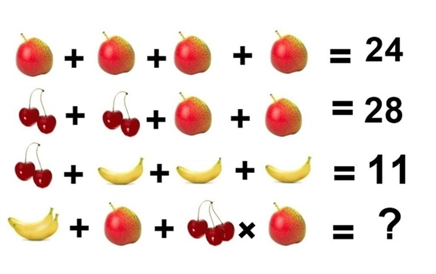 + + + = 24
+ + + = 28
+ + + = 11
+ + × = ?